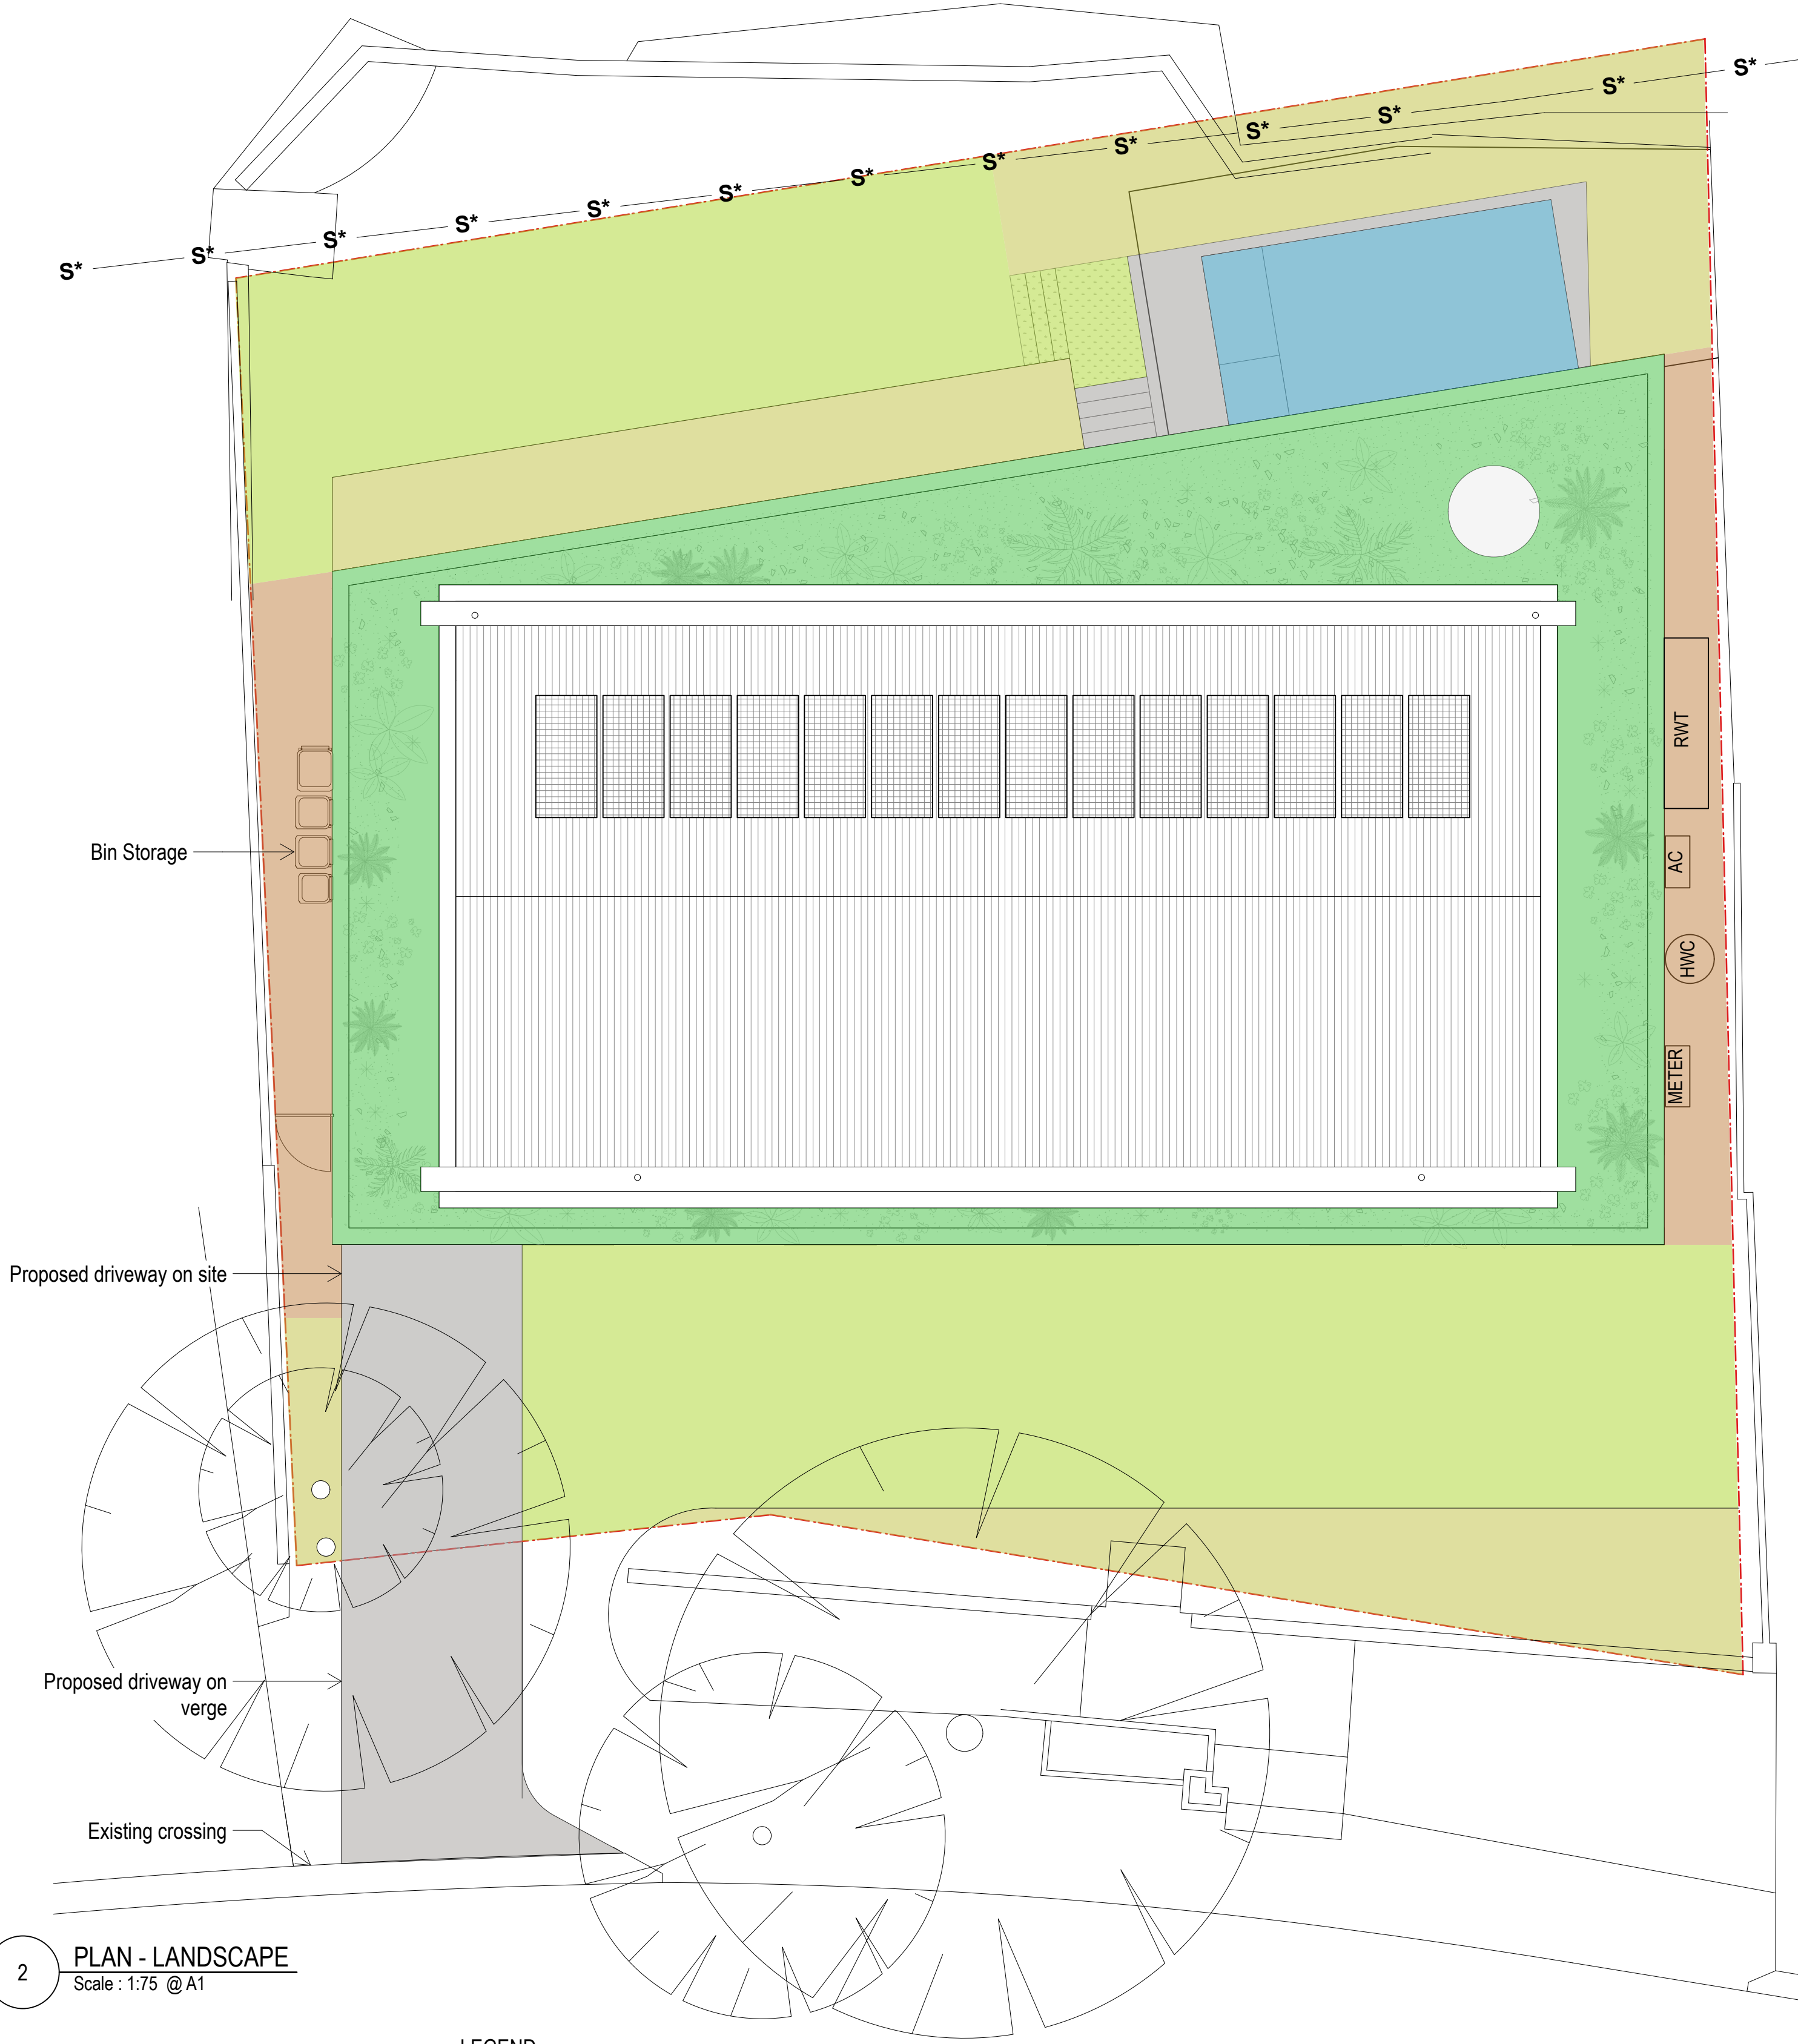 S*
S*
S*
S*
S*
S*
S*
S*
S*
S*
S*
S*
S*
S*
RWT
Bin Storage
AC
HWC
METER
Proposed driveway on site
Proposed driveway on
verge
Existing crossing
2
PLAN - LANDSCAPE
Scale : 1:75 @ A1
LEGEND